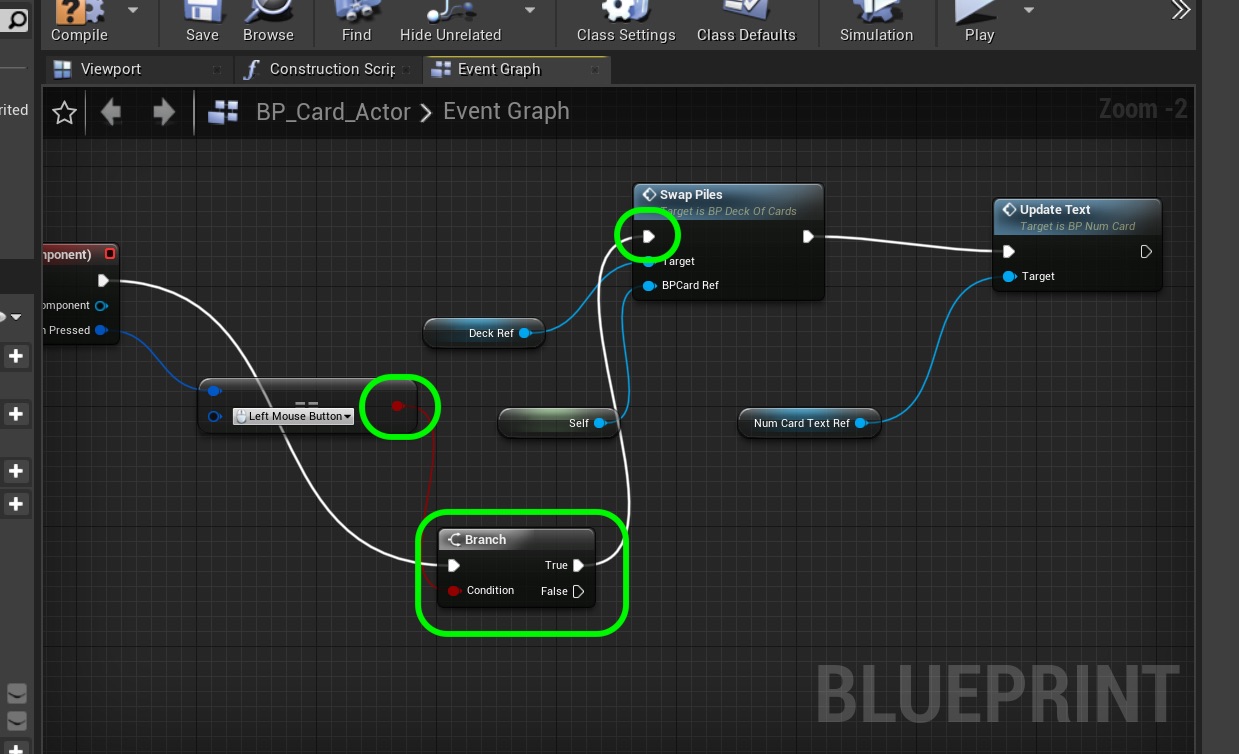 Compile
Save
Browse
Find
Hide Unrelated
Class Settings
Class Defaults
Simulation
Play
Viewport
Construction Scrip
Event Graph
rited
BP_Card_Actor
Event Graph
Zoom -2
Swap Piles
Target is BP Deck Of Cards
Target
BPCard Ref
Update Text
Target is BP Num Card
Target
nponent)
omponent
n Pressed
Deck Ref
==
Left Mouse Button
Self
Num Card Text Ref
Branch
True
Condition
False
BLUEPRINT